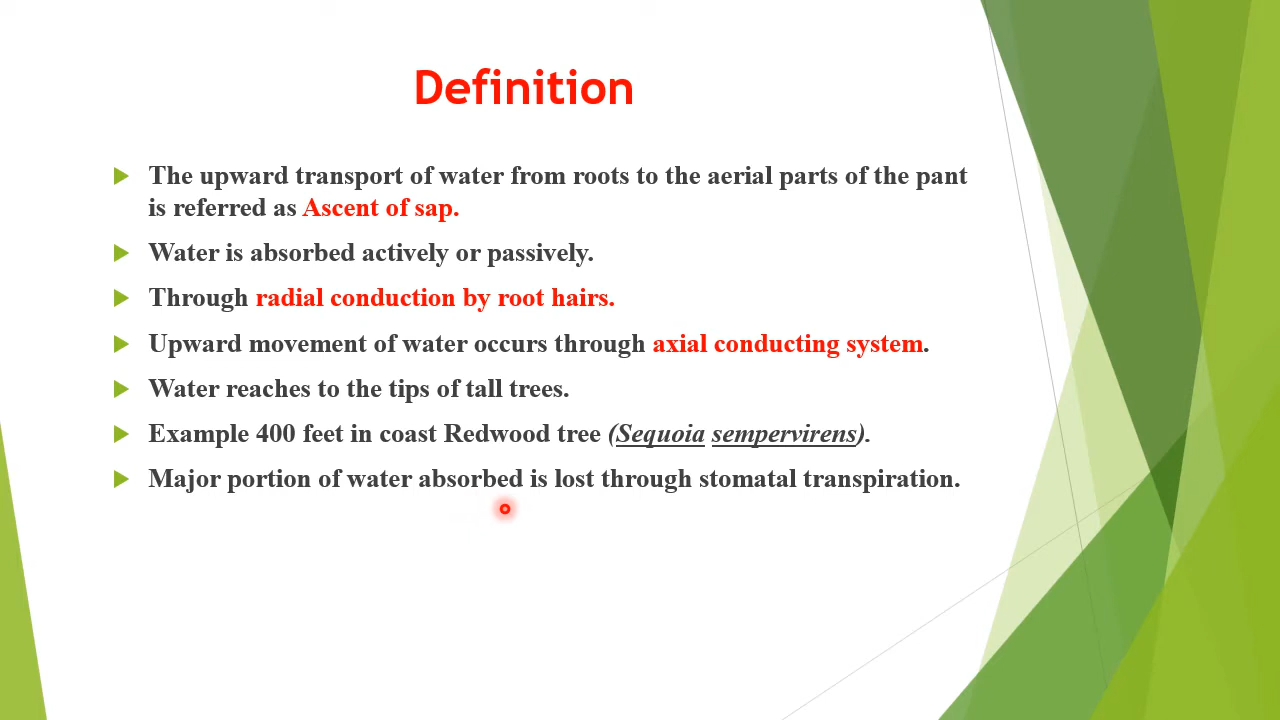 Definition
The upward transport of water from roots to the aerial parts of the pant
is referred as Ascent of sap.
Water is absorbed actively or passively.
Through radial conduction by root hairs.
Upward movement of water occurs through axial conducting system.
Water reaches to the tips of tall trees.
Example 400 feet in coast Redwood tree (Sequoia sempervirens).
Major portion of water absorbed is lost through stomatal transpiration.